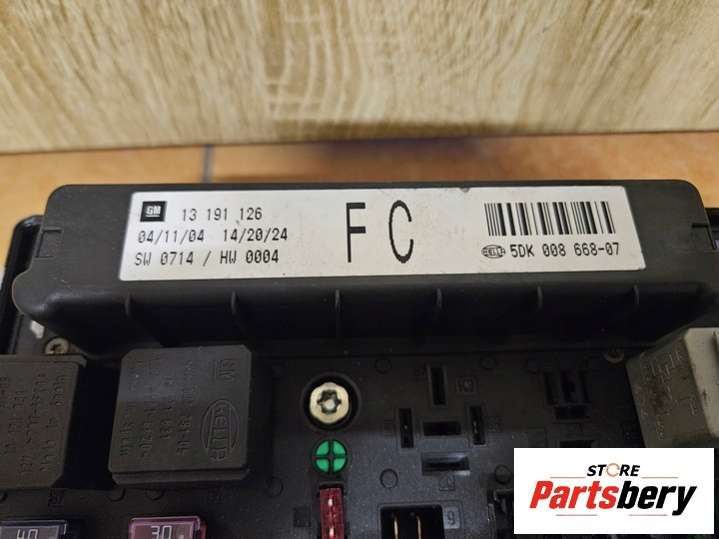 GM 13 191 126
04/11/04 14/20/24
SW 0714 / HW 0004
F C
HELLA 5DK 008 668-07
GM
HELLA
40
30
9
STORE
Partsbery